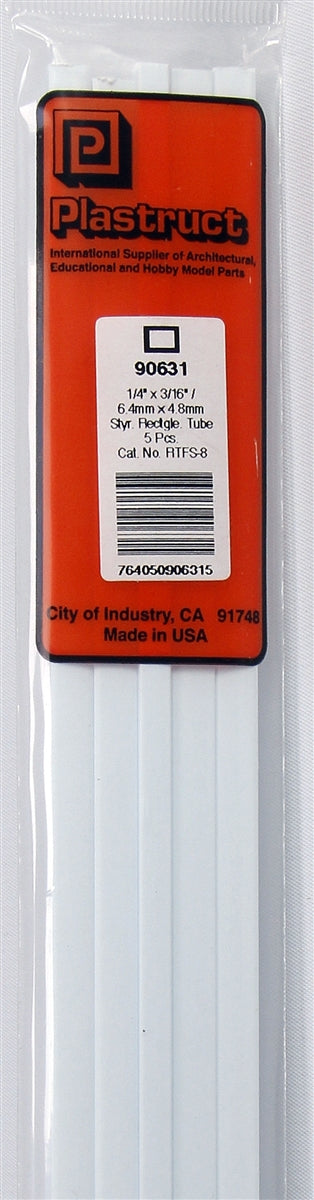 P
Plastruct
International Supplier of Architectural,
Educational and Hobby Model Parts
90631
1/4" x 3/16" /
6.4mm x 4.8mm
Styr. Rectgle. Tube
5 Pcs.
Cat. No. RTFS-8
764050906315
City of Industry, CA 91748
Made in USA